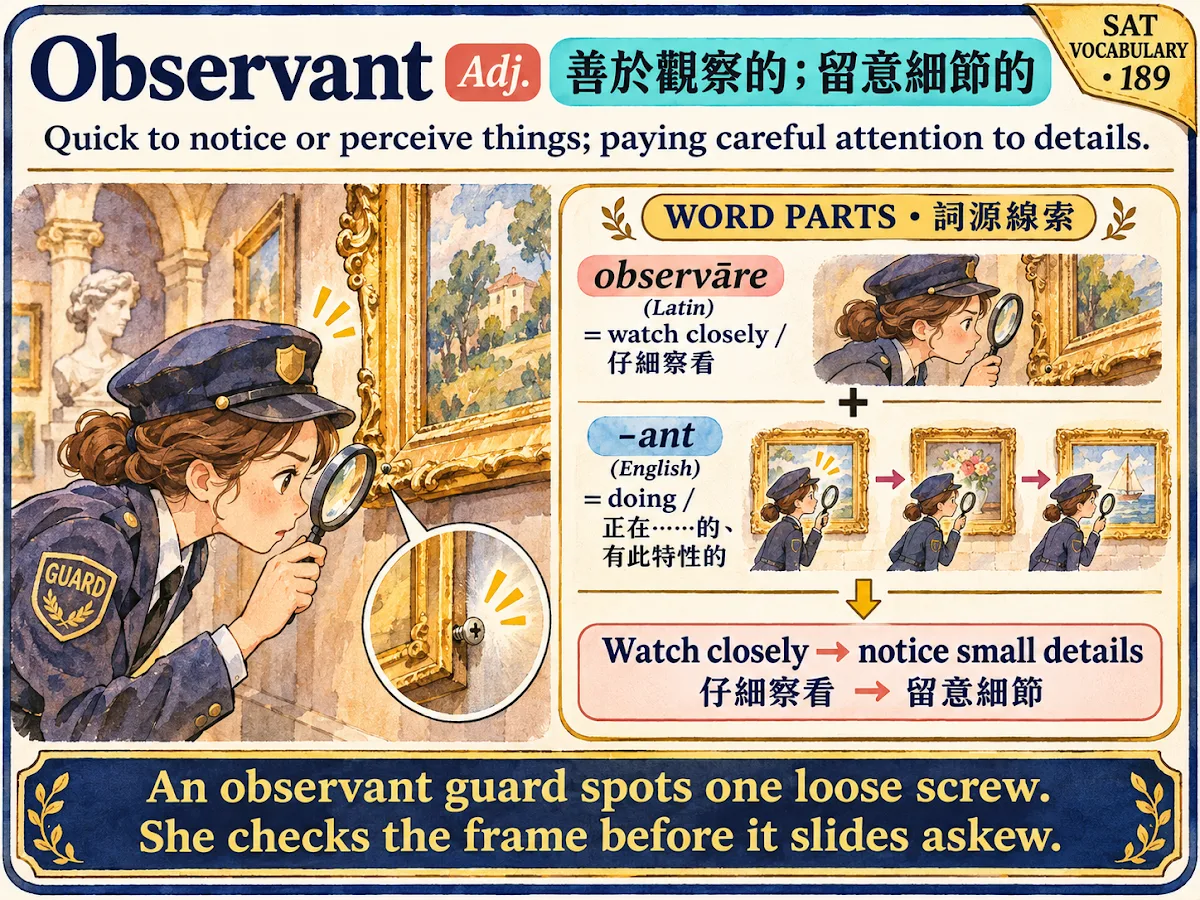 Observant Adj. 善於觀察的；留意細節的
SAT
VOCABULARY
• 189
Quick to notice or perceive things; paying careful attention to details.
GUARD
WORD PARTS • 詞源線索
observāre
(Latin)
= watch closely /
仔細察看
+
-ant
(English)
= doing /
正在……的、
有此特性的
Watch closely → notice small details
仔細察看 → 留意細節
An observant guard spots one loose screw.
She checks the frame before it slides askew.